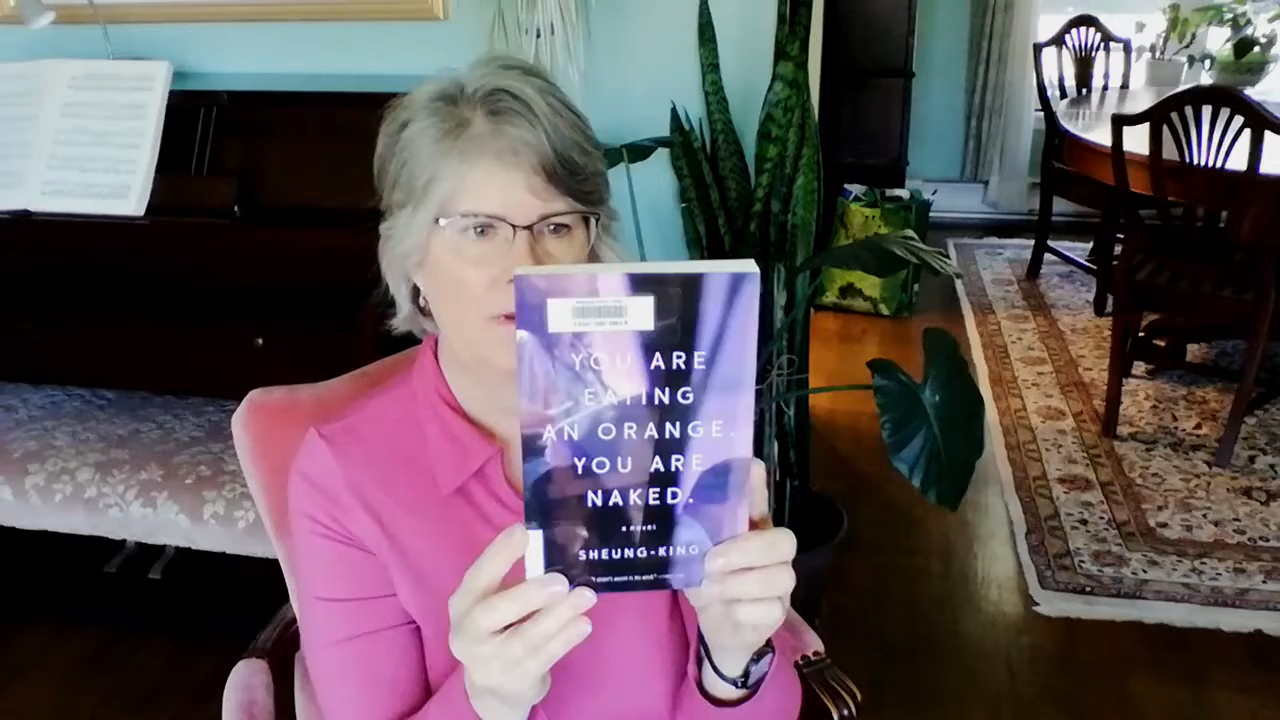 YOU ARE
EATING
AN ORANGE.
YOU ARE
NAKED.
a novel
SHEUNG-KING